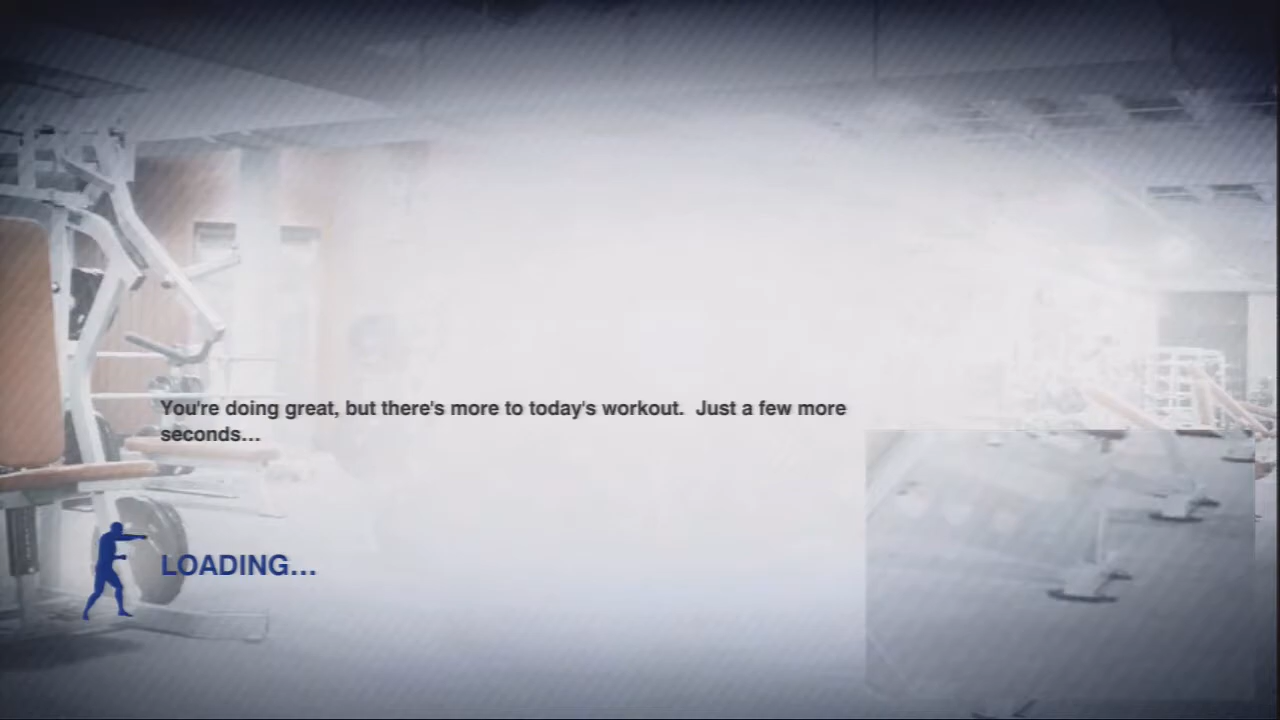 You're doing great, but there's more to today's workout.  Just a few more
seconds...
LOADING...